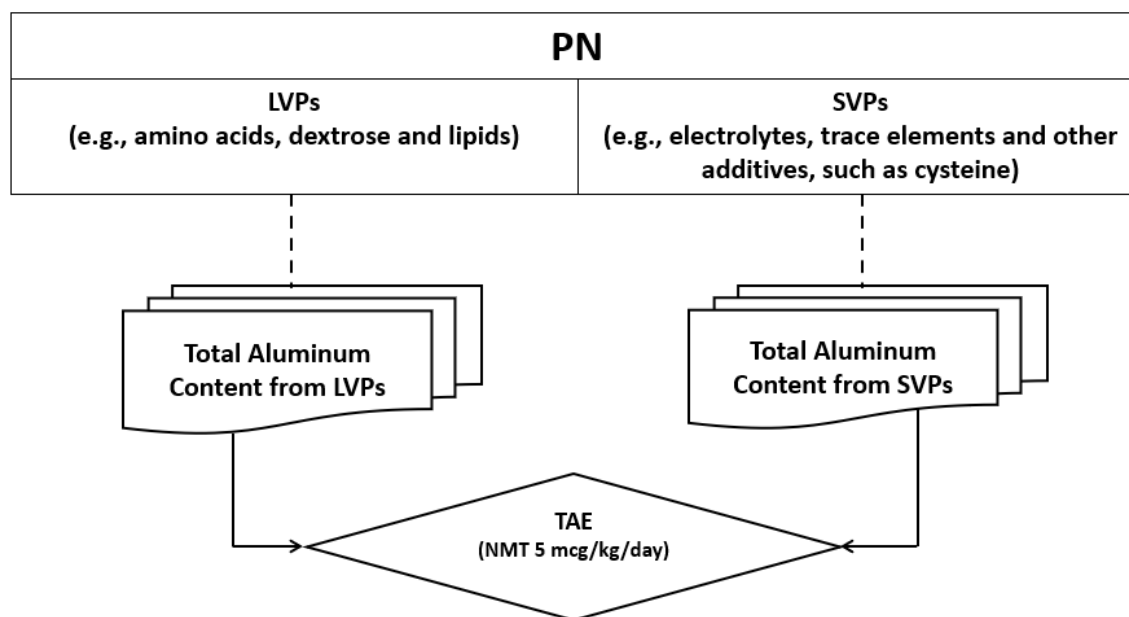 PN
LVPs
(e.g., amino acids, dextrose and lipids)
SVPs
(e.g., electrolytes, trace elements and other
additives, such as cysteine)
Total Aluminum
Content from LVPs
Total Aluminum
Content from SVPs
TAE
(NMT 5 mcg/kg/day)